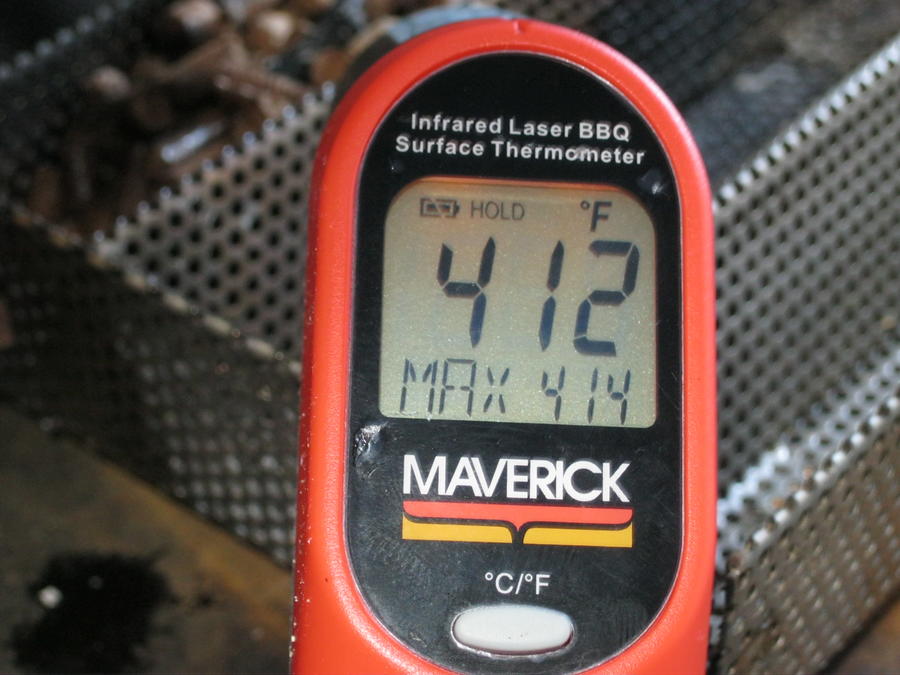 Infrared Laser BBQ
Surface Thermometer
HOLD °F
412
MAX 414
MAVERICK
°C/°F